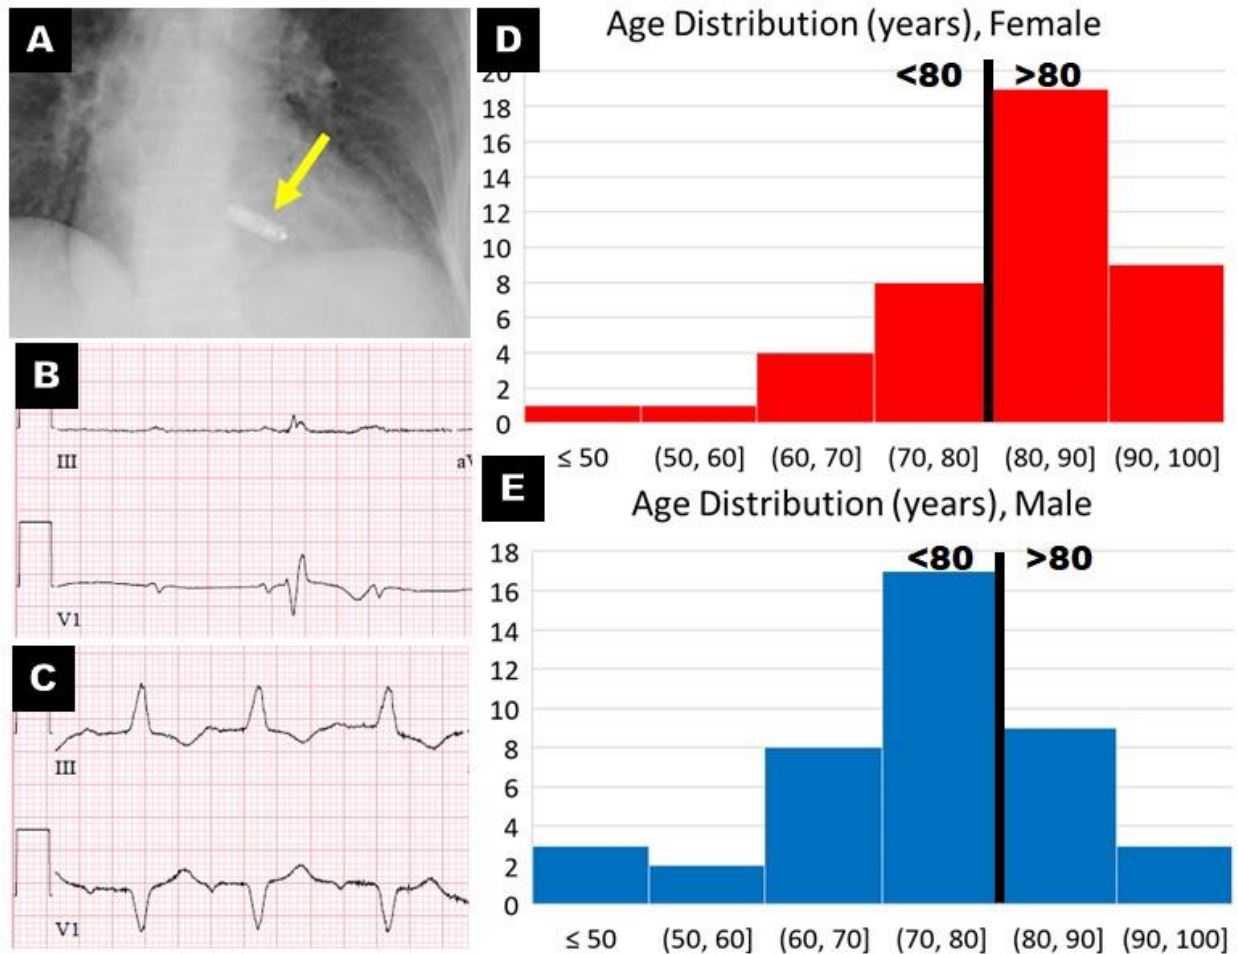 A
B
III
aV
V1
C
III
V1
D
Age Distribution (years), Female
<80 >80
20
18
16
14
12
10
8
6
4
2
0
≤ 50 (50, 60] (60, 70] (70, 80] (80, 90] (90, 100]
E
Age Distribution (years), Male
<80 >80
18
16
14
12
10
8
6
4
2
0
≤ 50 (50, 60] (60, 70] (70, 80] (80, 90] (90, 100]